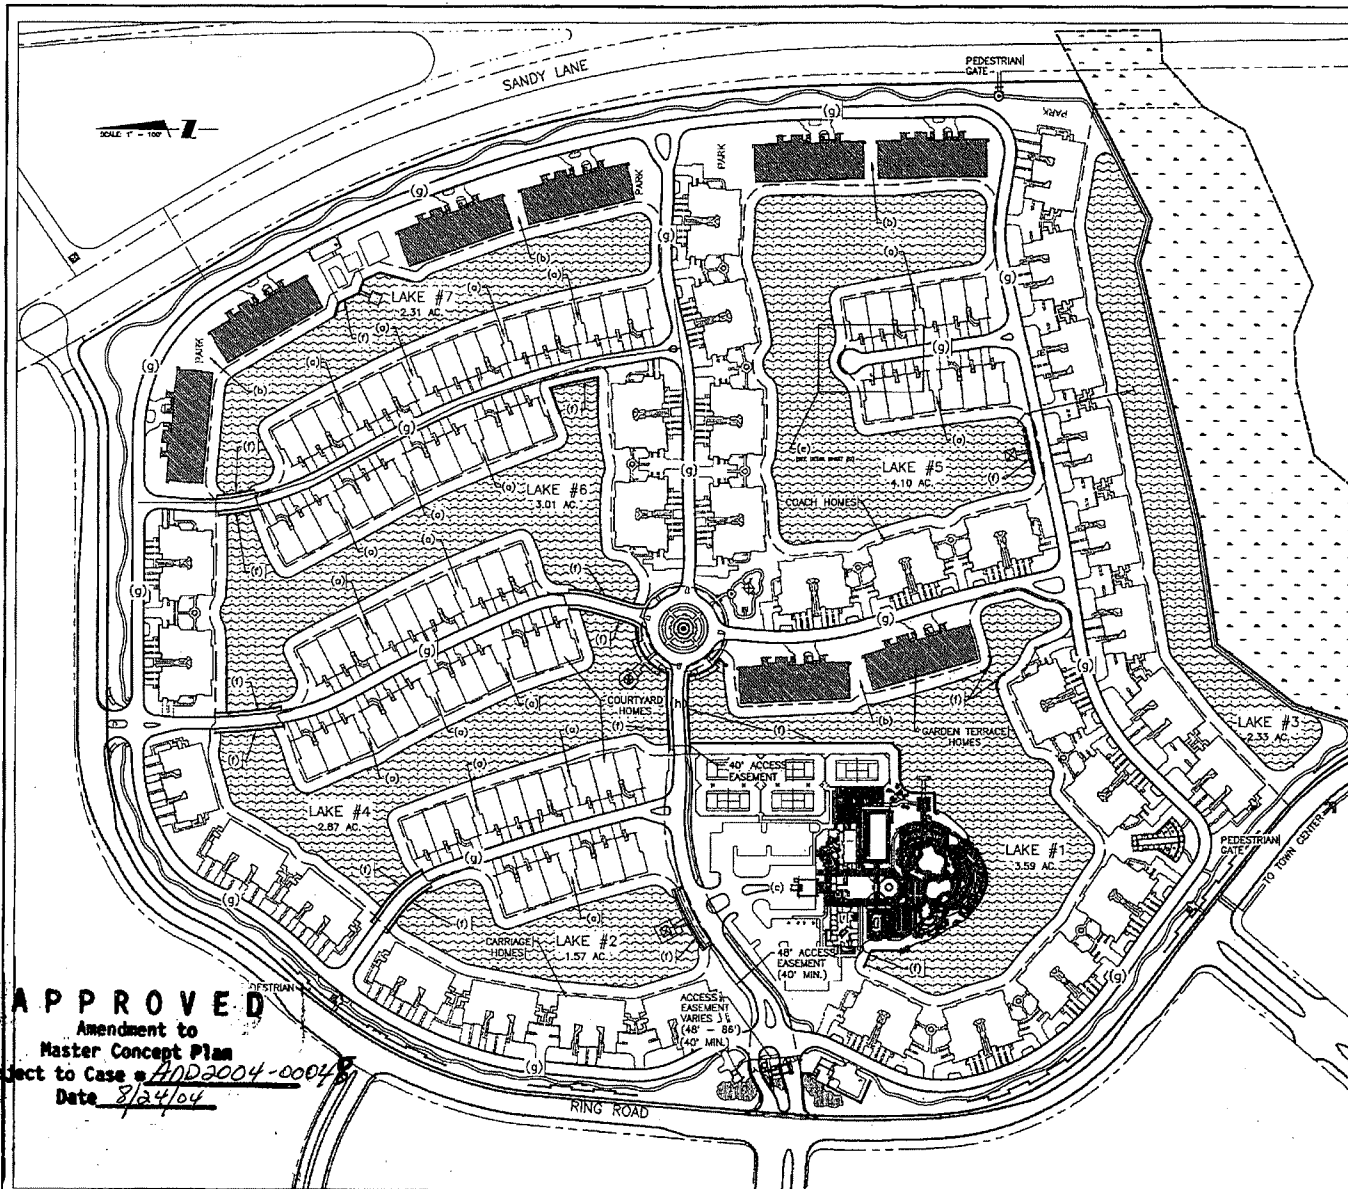 SANDY LANE
PEDESTRIAN
GATE
SCALE: 1" = 100'
Z
PARK
PARK
PARK
PARK
(g)
(g)
(g)
(g)
(g)
(b)
(b)
(b)
(a)
(a)
(a)
(a)
(a)
LAKE #7
2.31 AC.
(f)
(g)
(g)
(g)
(g)
(e)
(a)
LAKE #5
4.10 AC.
(f)
LAKE #6
3.01 AC.
(a)
(a)
(a)
(f)
(f)
(f)
COACH HOMES
(a)
(a)
(f)
(f)
(g)
(g)
(g)
(g)
(f)
(f)
(a)
(a)
(a)
COURTYARD
HOMES
(b)
(f)
GARDEN TERRACE
HOMES
LAKE #3
2.33 AC.
h
(f)
(f)
(a)
(a)
40' ACCESS
EASEMENT
LAKE #4
2.87 AC.
LAKE #1
3.59 AC.
PEDESTRIAN
GATE
TO TOWN CENTER
(g)
(f)
(f)
(a)
(c)
(g)
CARRIAGE
HOMES
LAKE #2
1.57 AC.
(f)
48' ACCESS
EASEMENT
(40' MIN.)
(f)
(g)
ACCESS
EASEMENT
VARIES
(48' - 86')
(40' MIN.)
(g)
RING ROAD
DESTRIAN
APPROVED
Amendment to
Master Concept Plan
ject to Case # ADD2004-00048
Date 8/24/04